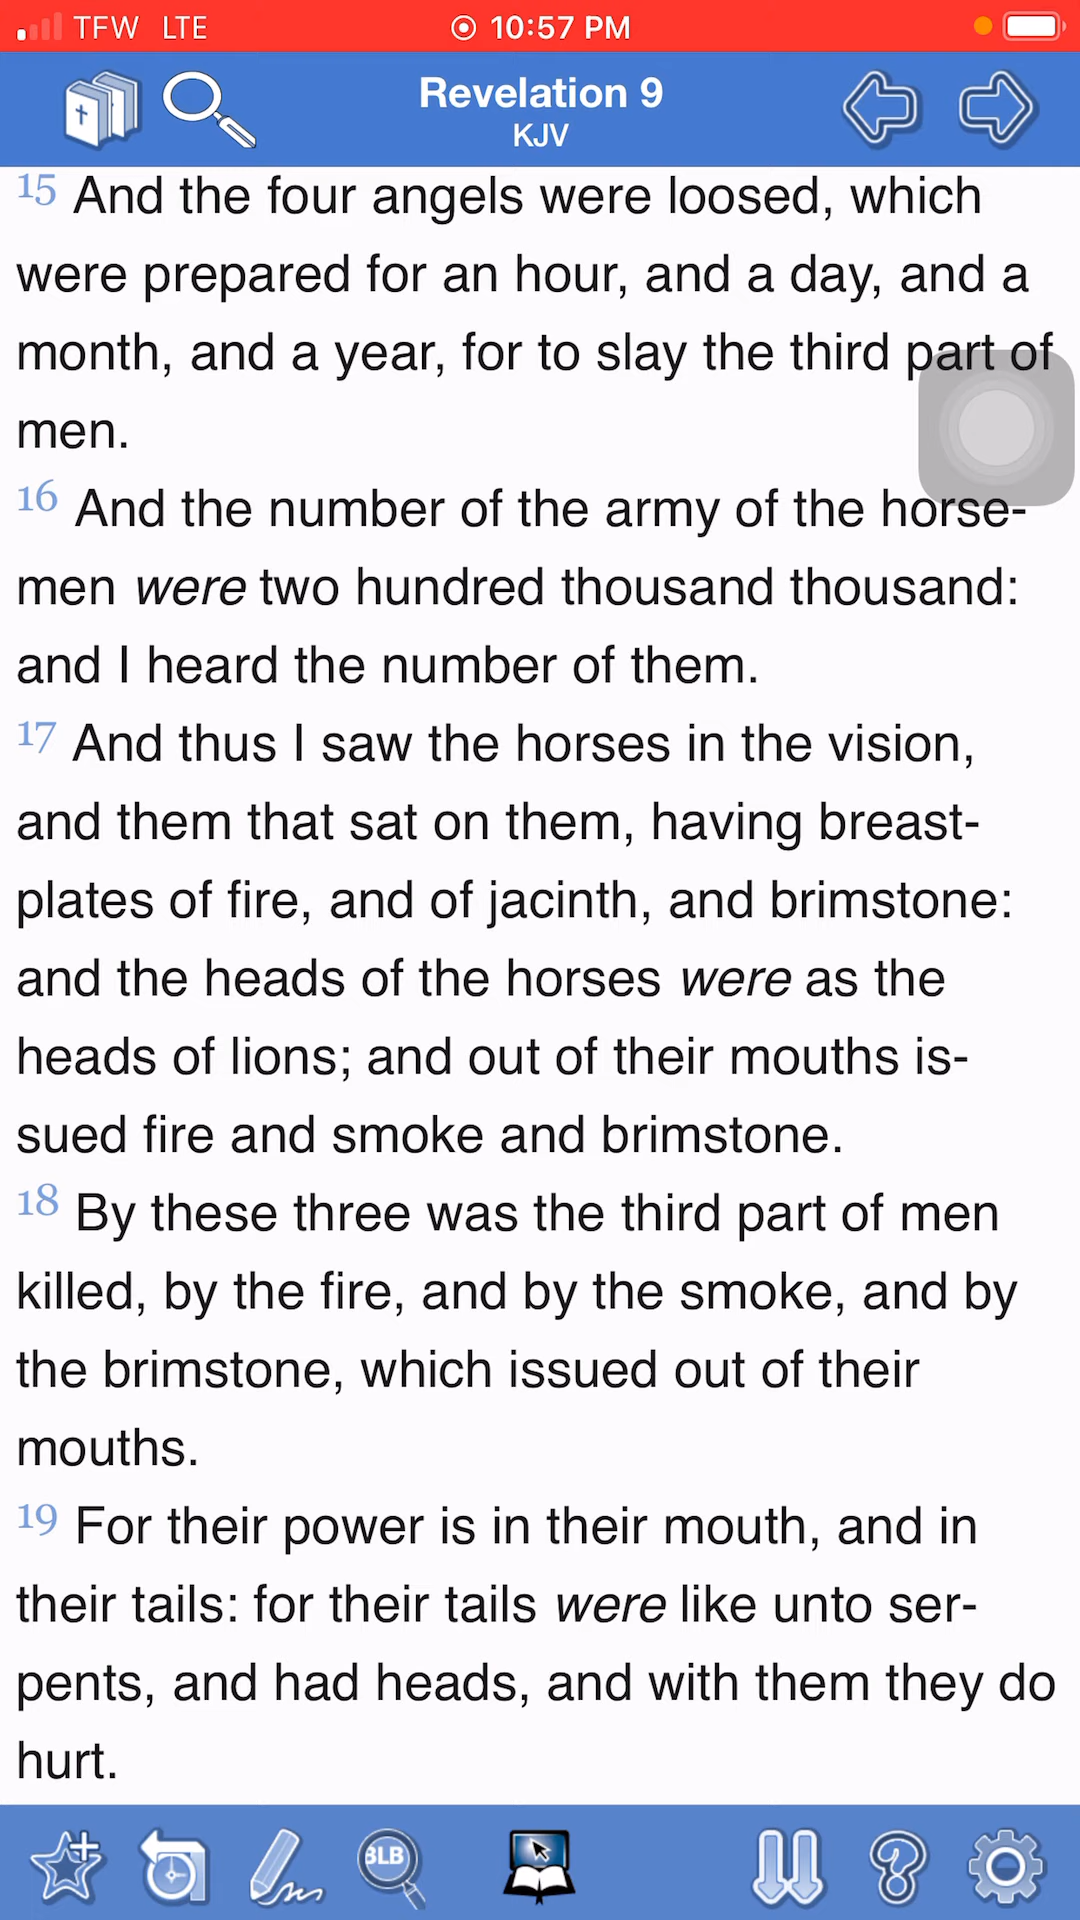 TFW LTE 10:57 PM
Revelation 9
KJV
15 And the four angels were loosed, which
were prepared for an hour, and a day, and a
month, and a year, for to slay the third part of
men.
16 And the number of the army of the horse-
men were two hundred thousand thousand:
and I heard the number of them.
17 And thus I saw the horses in the vision,
and them that sat on them, having breast-
plates of fire, and of jacinth, and brimstone:
and the heads of the horses were as the
heads of lions; and out of their mouths is-
sued fire and smoke and brimstone.
18 By these three was the third part of men
killed, by the fire, and by the smoke, and by
the brimstone, which issued out of their
mouths.
19 For their power is in their mouth, and in
their tails: for their tails were like unto ser-
pents, and had heads, and with them they do
hurt.
BLB